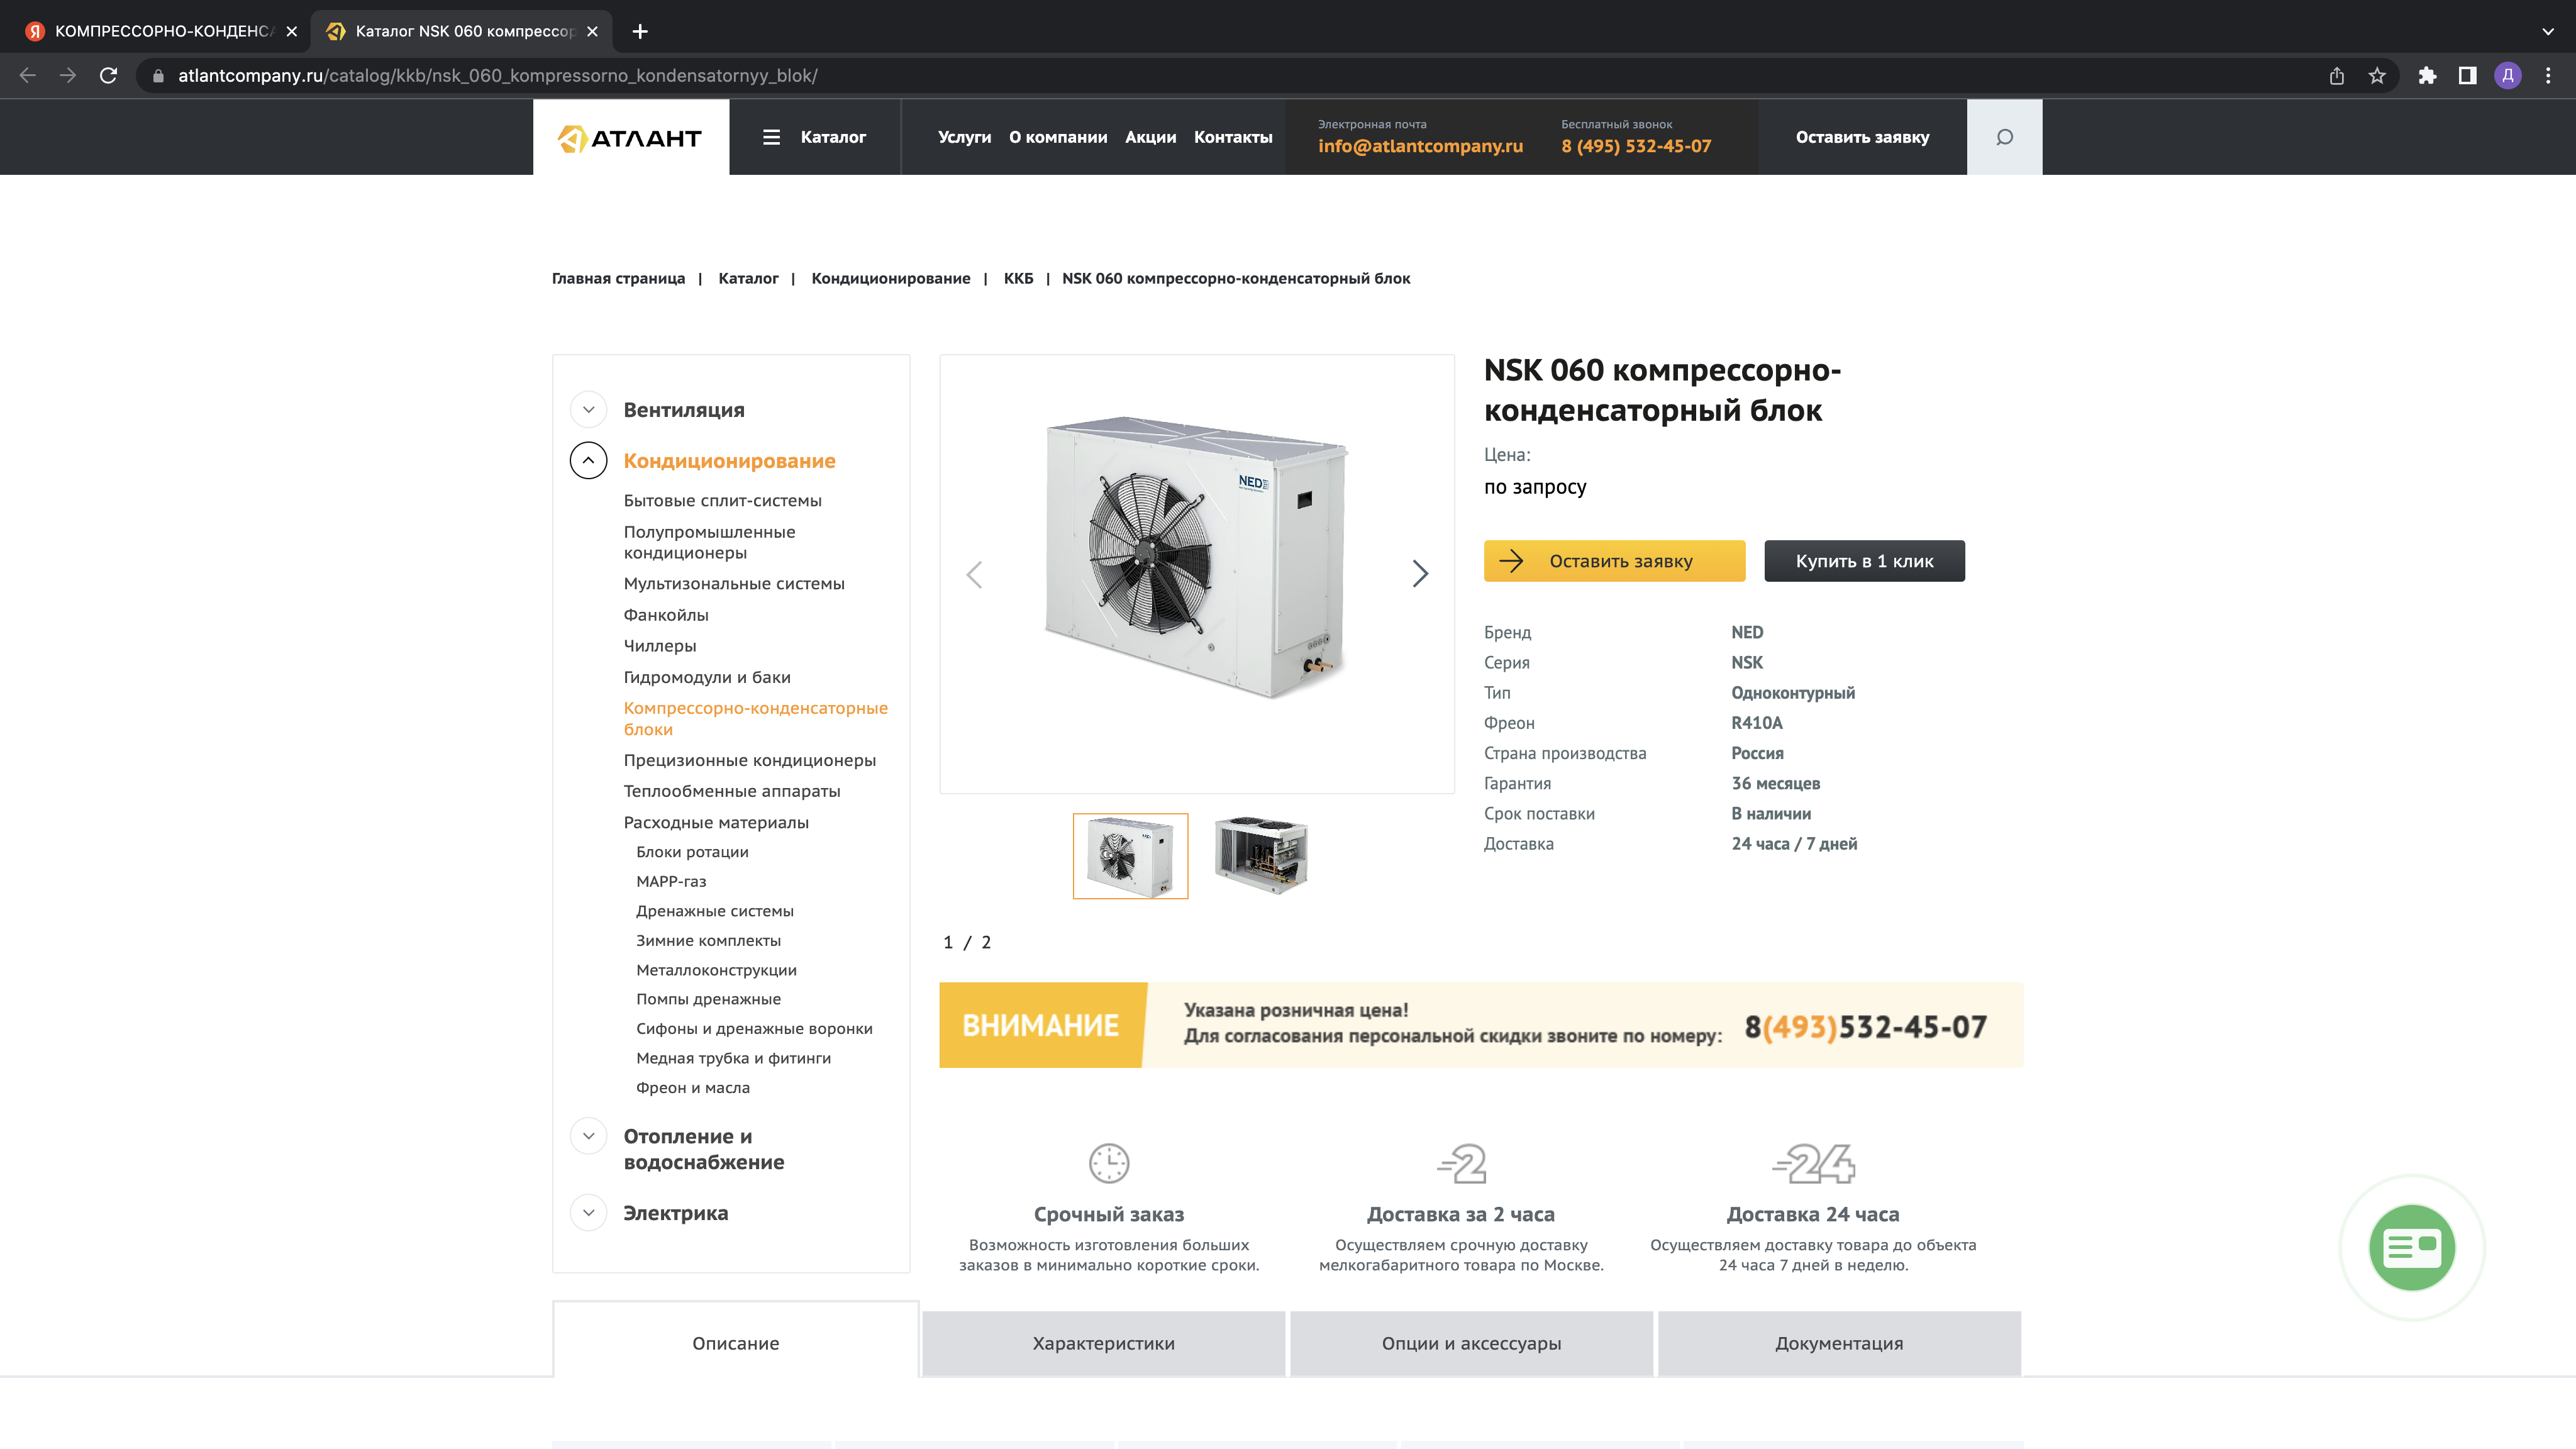 КОМПРЕССОРНО-КОНДЕНСА
Каталог NSK 060 компрессор
atlantcompany.ru/catalog/kkb/nsk_060_kompressorno_kondensatornyy_blok/
Д
АТЛАНТ
Каталог
Услуги О компании Акции Контакты
Электронная почта
info@atlantcompany.ru
Бесплатный звонок
8 (495) 532-45-07
Оставить заявку
Главная страница | Каталог | Кондиционирование | ККБ | NSK 060 компрессорно-конденсаторный блок
Вентиляция
Кондиционирование
Бытовые сплит-системы
Полупромышленные
кондиционеры
Мультизональные системы
Фанкойлы
Чиллеры
Гидромодули и баки
Компрессорно-конденсаторные
блоки
Прецизионные кондиционеры
Теплообменные аппараты
Расходные материалы
Блоки ротации
MAPP-газ
Дренажные системы
Зимние комплекты
Металлоконструкции
Помпы дренажные
Сифоны и дренажные воронки
Медная трубка и фитинги
Фреон и масла
Отопление и
водоснабжение
Электрика
NED
1 / 2
NSK 060 компрессорно-
конденсаторный блок
Цена:
по запросу
Оставить заявку
Купить в 1 клик
Бренд NED
Серия NSK
Тип Одноконтурный
Фреон R410A
Страна производства Россия
Гарантия 36 месяцев
Срок поставки В наличии
Доставка 24 часа / 7 дней
ВНИМАНИЕ
Указана розничная цена!
Для согласования персональной скидки звоните по номеру:
8(493)532-45-07
Срочный заказ
Возможность изготовления больших
заказов в минимально короткие сроки.
-2
Доставка за 2 часа
Осуществляем срочную доставку
мелкогабаритного товара по Москве.
-24
Доставка 24 часа
Осуществляем доставку товара до объекта
24 часа 7 дней в неделю.
Описание
Характеристики
Опции и аксессуары
Документация